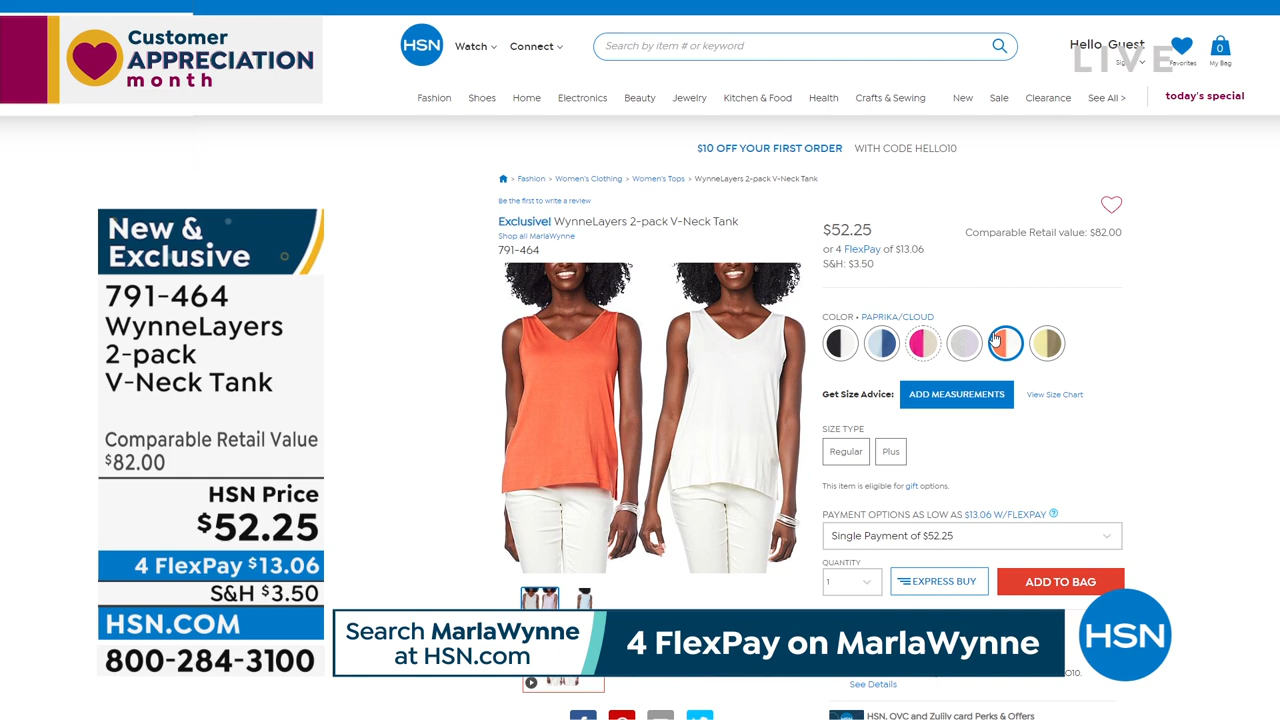 Customer
APPRECIATION
month
HSN
Watch
Connect
Search by item # or keyword
Hello, Guest
LIVE
Favorites
0
My Bag
Fashion
Shoes
Home
Electronics
Beauty
Jewelry
Kitchen & Food
Health
Crafts & Sewing
New
Sale
Clearance
See All >
today's special
$10 OFF YOUR FIRST ORDER WITH CODE HELLO10
> Fashion > Women's Clothing > Women's Tops > WynneLayers 2-pack V-Neck Tank
Be the first to write a review
Exclusive! WynneLayers 2-pack V-Neck Tank
Shop all MarlaWynne
791-464
$52.25
Comparable Retail value: $82.00
or 4 FlexPay of $13.06
S&H: $3.50
COLOR • PAPRIKA/CLOUD
Get Size Advice:
ADD MEASUREMENTS
View Size Chart
SIZE TYPE
Regular
Plus
This item is eligible for gift options.
PAYMENT OPTIONS AS LOW AS $13.06 W/FLEXPAY ?
Single Payment of $52.25
QUANTITY
1
EXPRESS BUY
ADD TO BAG
See Details
HSN, QVC and Zulily card Perks & Offers
New &
Exclusive
791-464
WynneLayers
2-pack
V-Neck Tank
Comparable Retail Value
$82.00
HSN Price
$52.25
4 FlexPay $13.06
S&H $3.50
HSN.COM
800-284-3100
Search MarlaWynne
at HSN.com
4 FlexPay on MarlaWynne
HSN